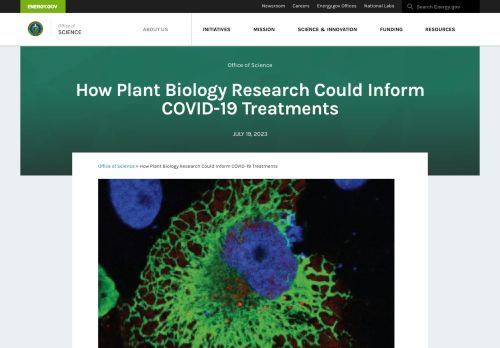 ENERGY.GOV
Newsroom Careers Energy.gov Offices National Labs Search Energy.gov
Office of
SCIENCE
ABOUT US INITIATIVES MISSION SCIENCE & INNOVATION FUNDING RESOURCES
Office of Science
How Plant Biology Research Could Inform
COVID-19 Treatments
JULY 19, 2023
Office of Science » How Plant Biology Research Could Inform COVID-19 Treatments